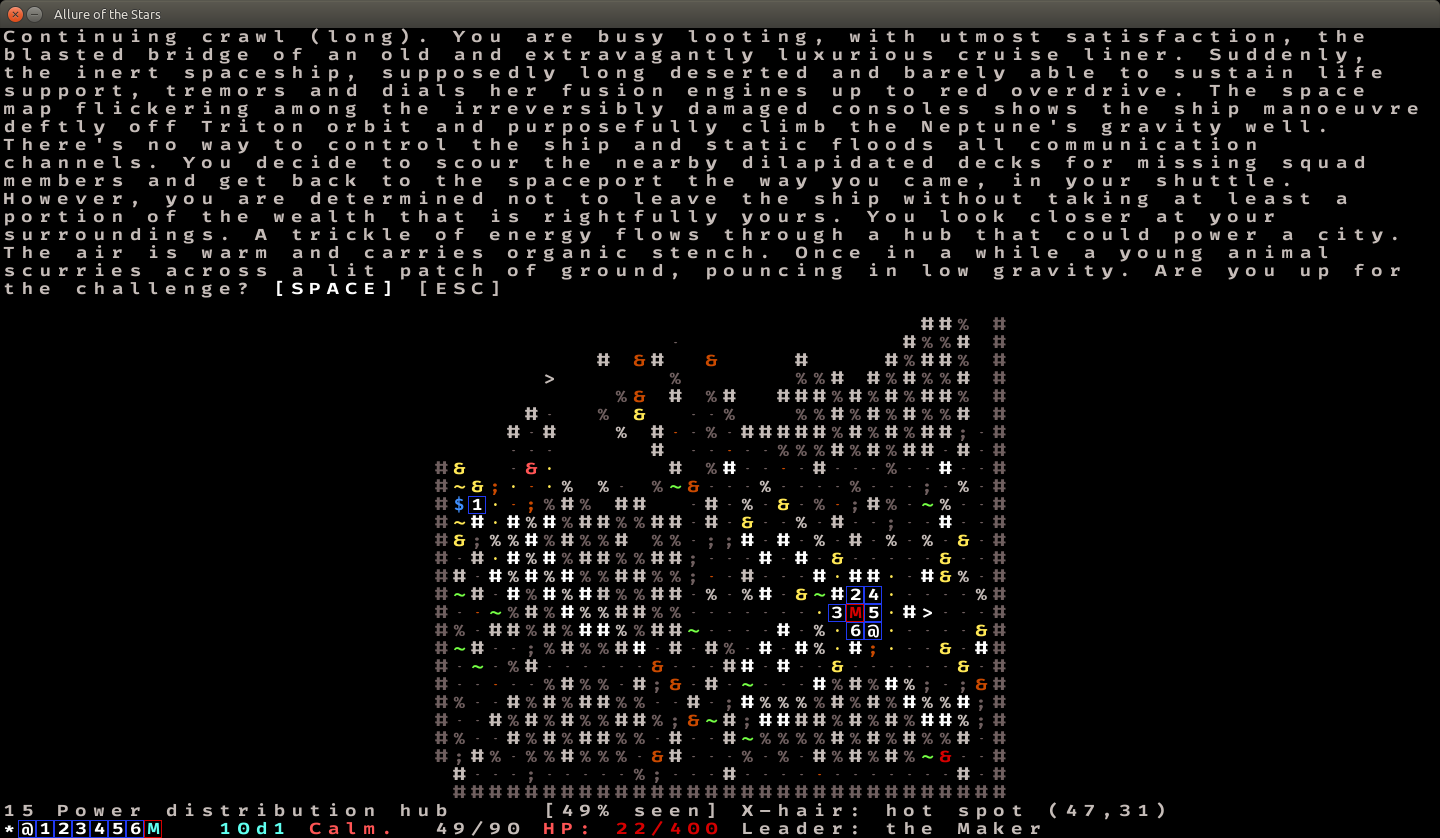 Allure of the Stars
Continuing crawl (long). You are busy looting, with utmost satisfaction, the
blasted bridge of an old and extravagantly luxurious cruise liner. Suddenly,
the inert spaceship, supposedly long deserted and barely able to sustain life
support, tremors and dials her fusion engines up to red overdrive. The space
map flickering among the irreversibly damaged consoles shows the ship manoeuvre
deftly off Triton orbit and purposefully climb the Neptune's gravity well.
There's no way to control the ship and static floods all communication
channels. You decide to scour the nearby dilapidated decks for missing squad
members and get back to the spaceport the way you came, in your shuttle.
However, you are determined not to leave the ship without taking at least a
portion of the wealth that is rightfully yours. You look closer at your
surroundings. A trickle of energy flows through a hub that could power a city.
The air is warm and carries organic stench. Once in a while a young animal
scurries across a lit patch of ground, pouncing in low gravity. Are you up for
the challenge? [SPACE] [ESC]
15 Power distribution hub [49% seen] X-hair: hot spot (47,31)
*@123456M 10d1 Calm. 49/90 HP: 22/400 Leader: the Maker